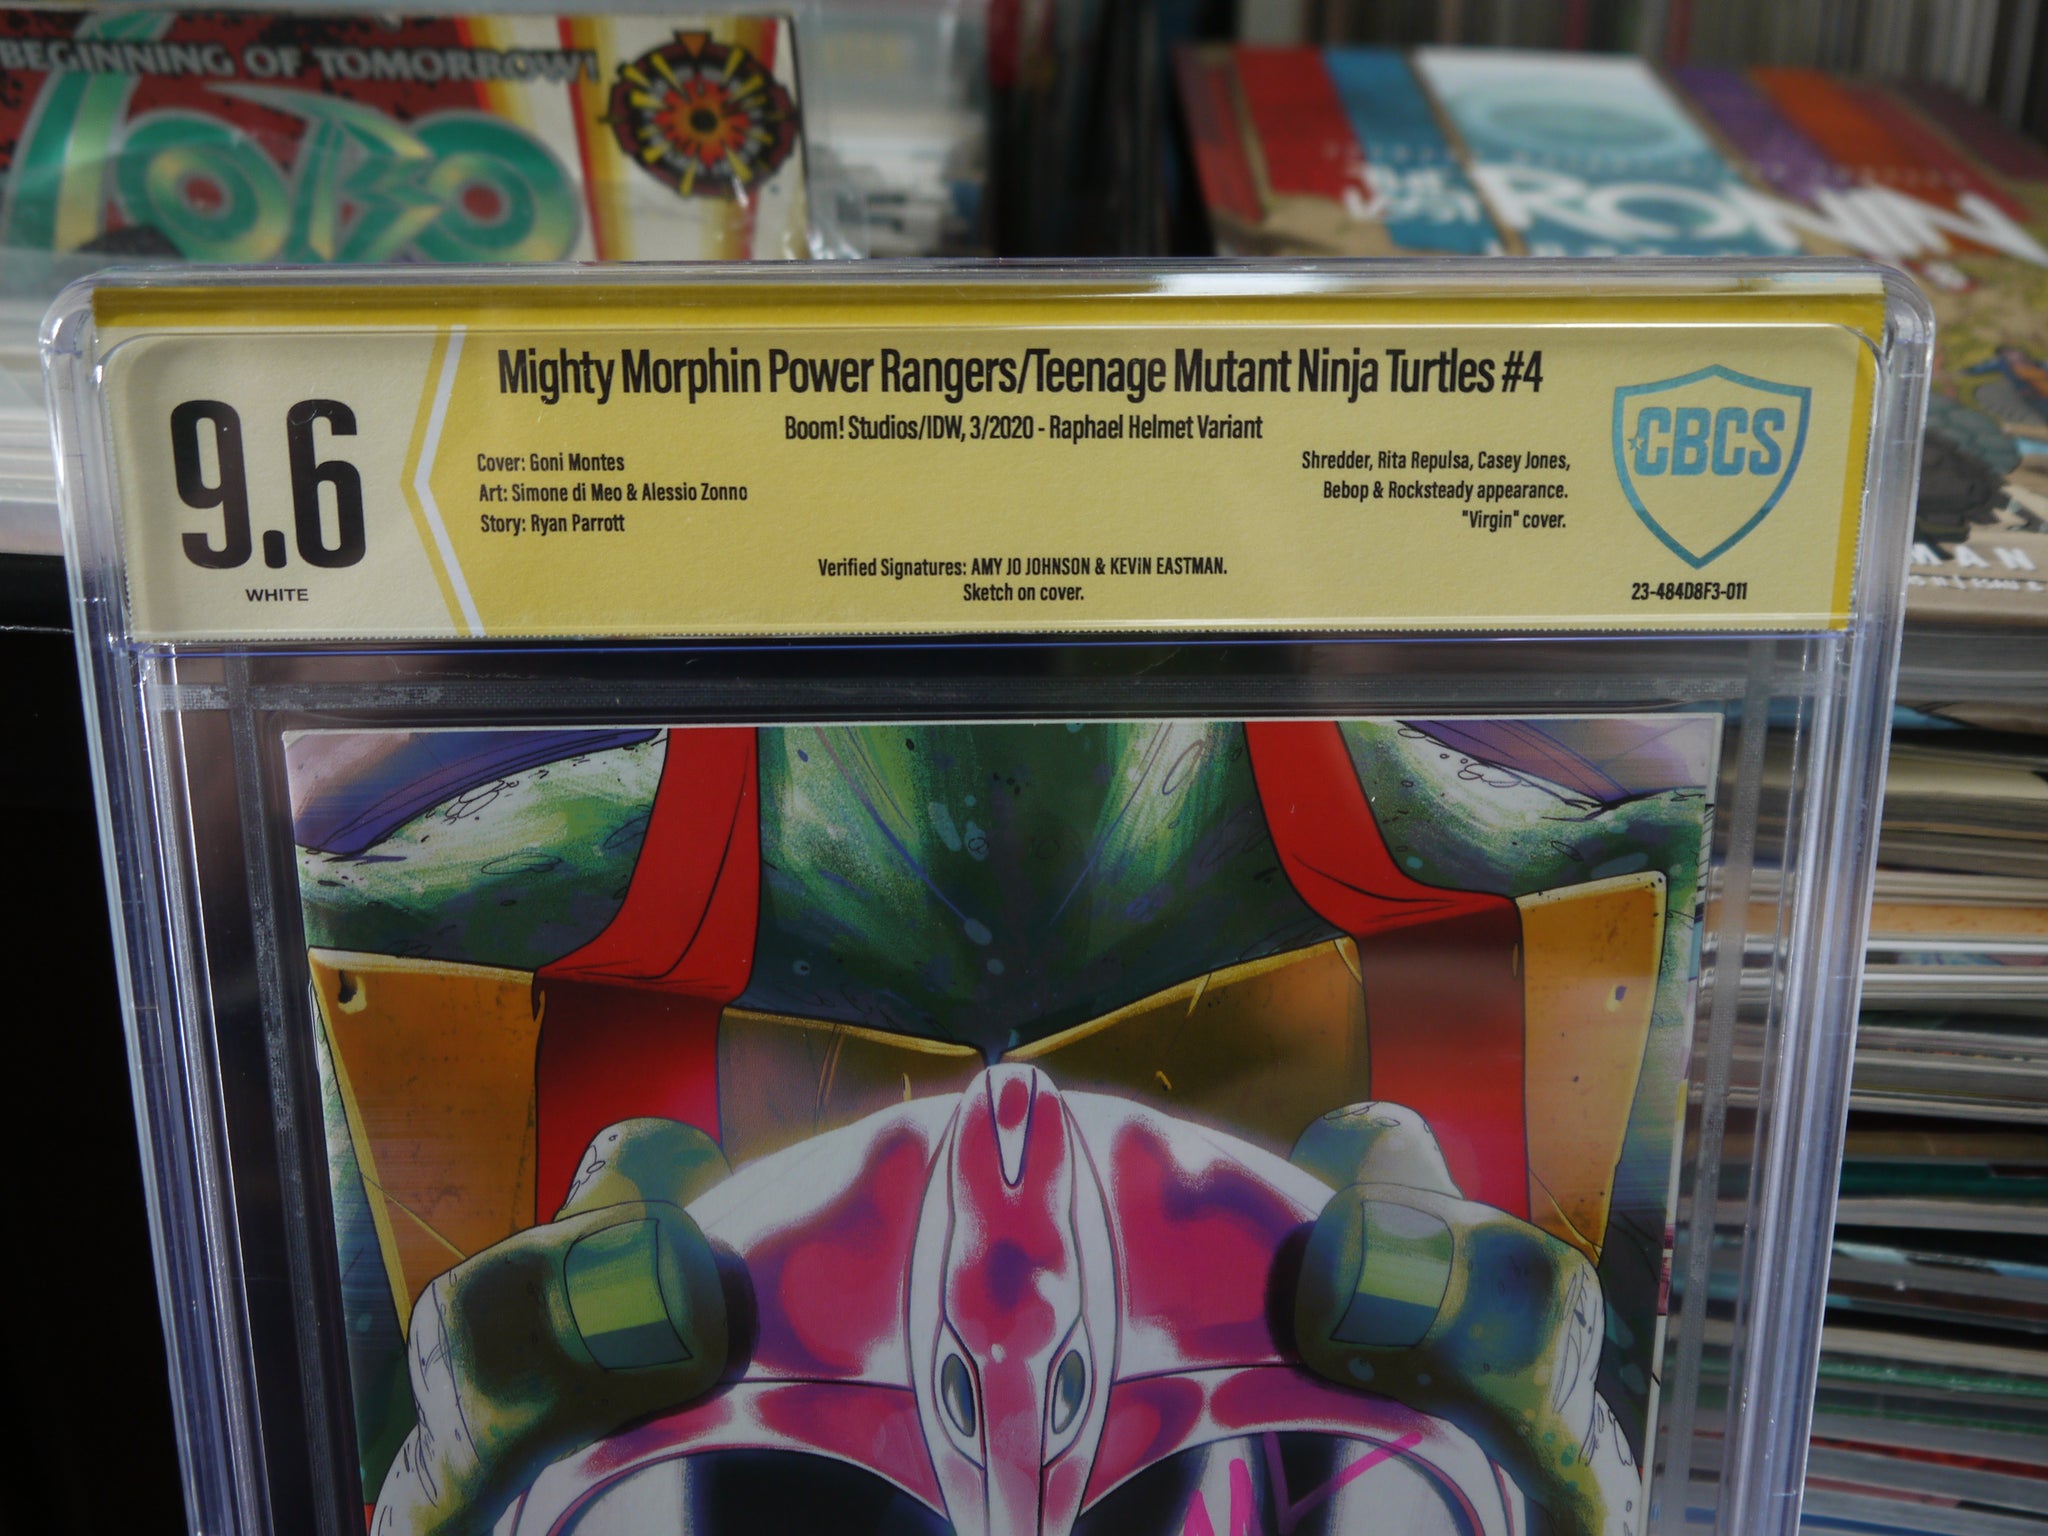 BEGINNING OF TOMORROW!
LOBO
THE
LAST RONIN
9.6
WHITE
Mighty Morphin Power Rangers/Teenage Mutant Ninja Turtles #4
Boom! Studios/IDW, 3/2020 - Raphael Helmet Variant
Cover: Goni Montes
Art: Simone di Meo & Alessio Zonno
Story: Ryan Parrott
Shredder, Rita Repulsa, Casey Jones,
Bebop & Rocksteady appearance.
"Virgin" cover.
Verified Signatures: AMY JO JOHNSON & KEViN EASTMAN.
Sketch on cover.
CBCS
23-484D8F3-011